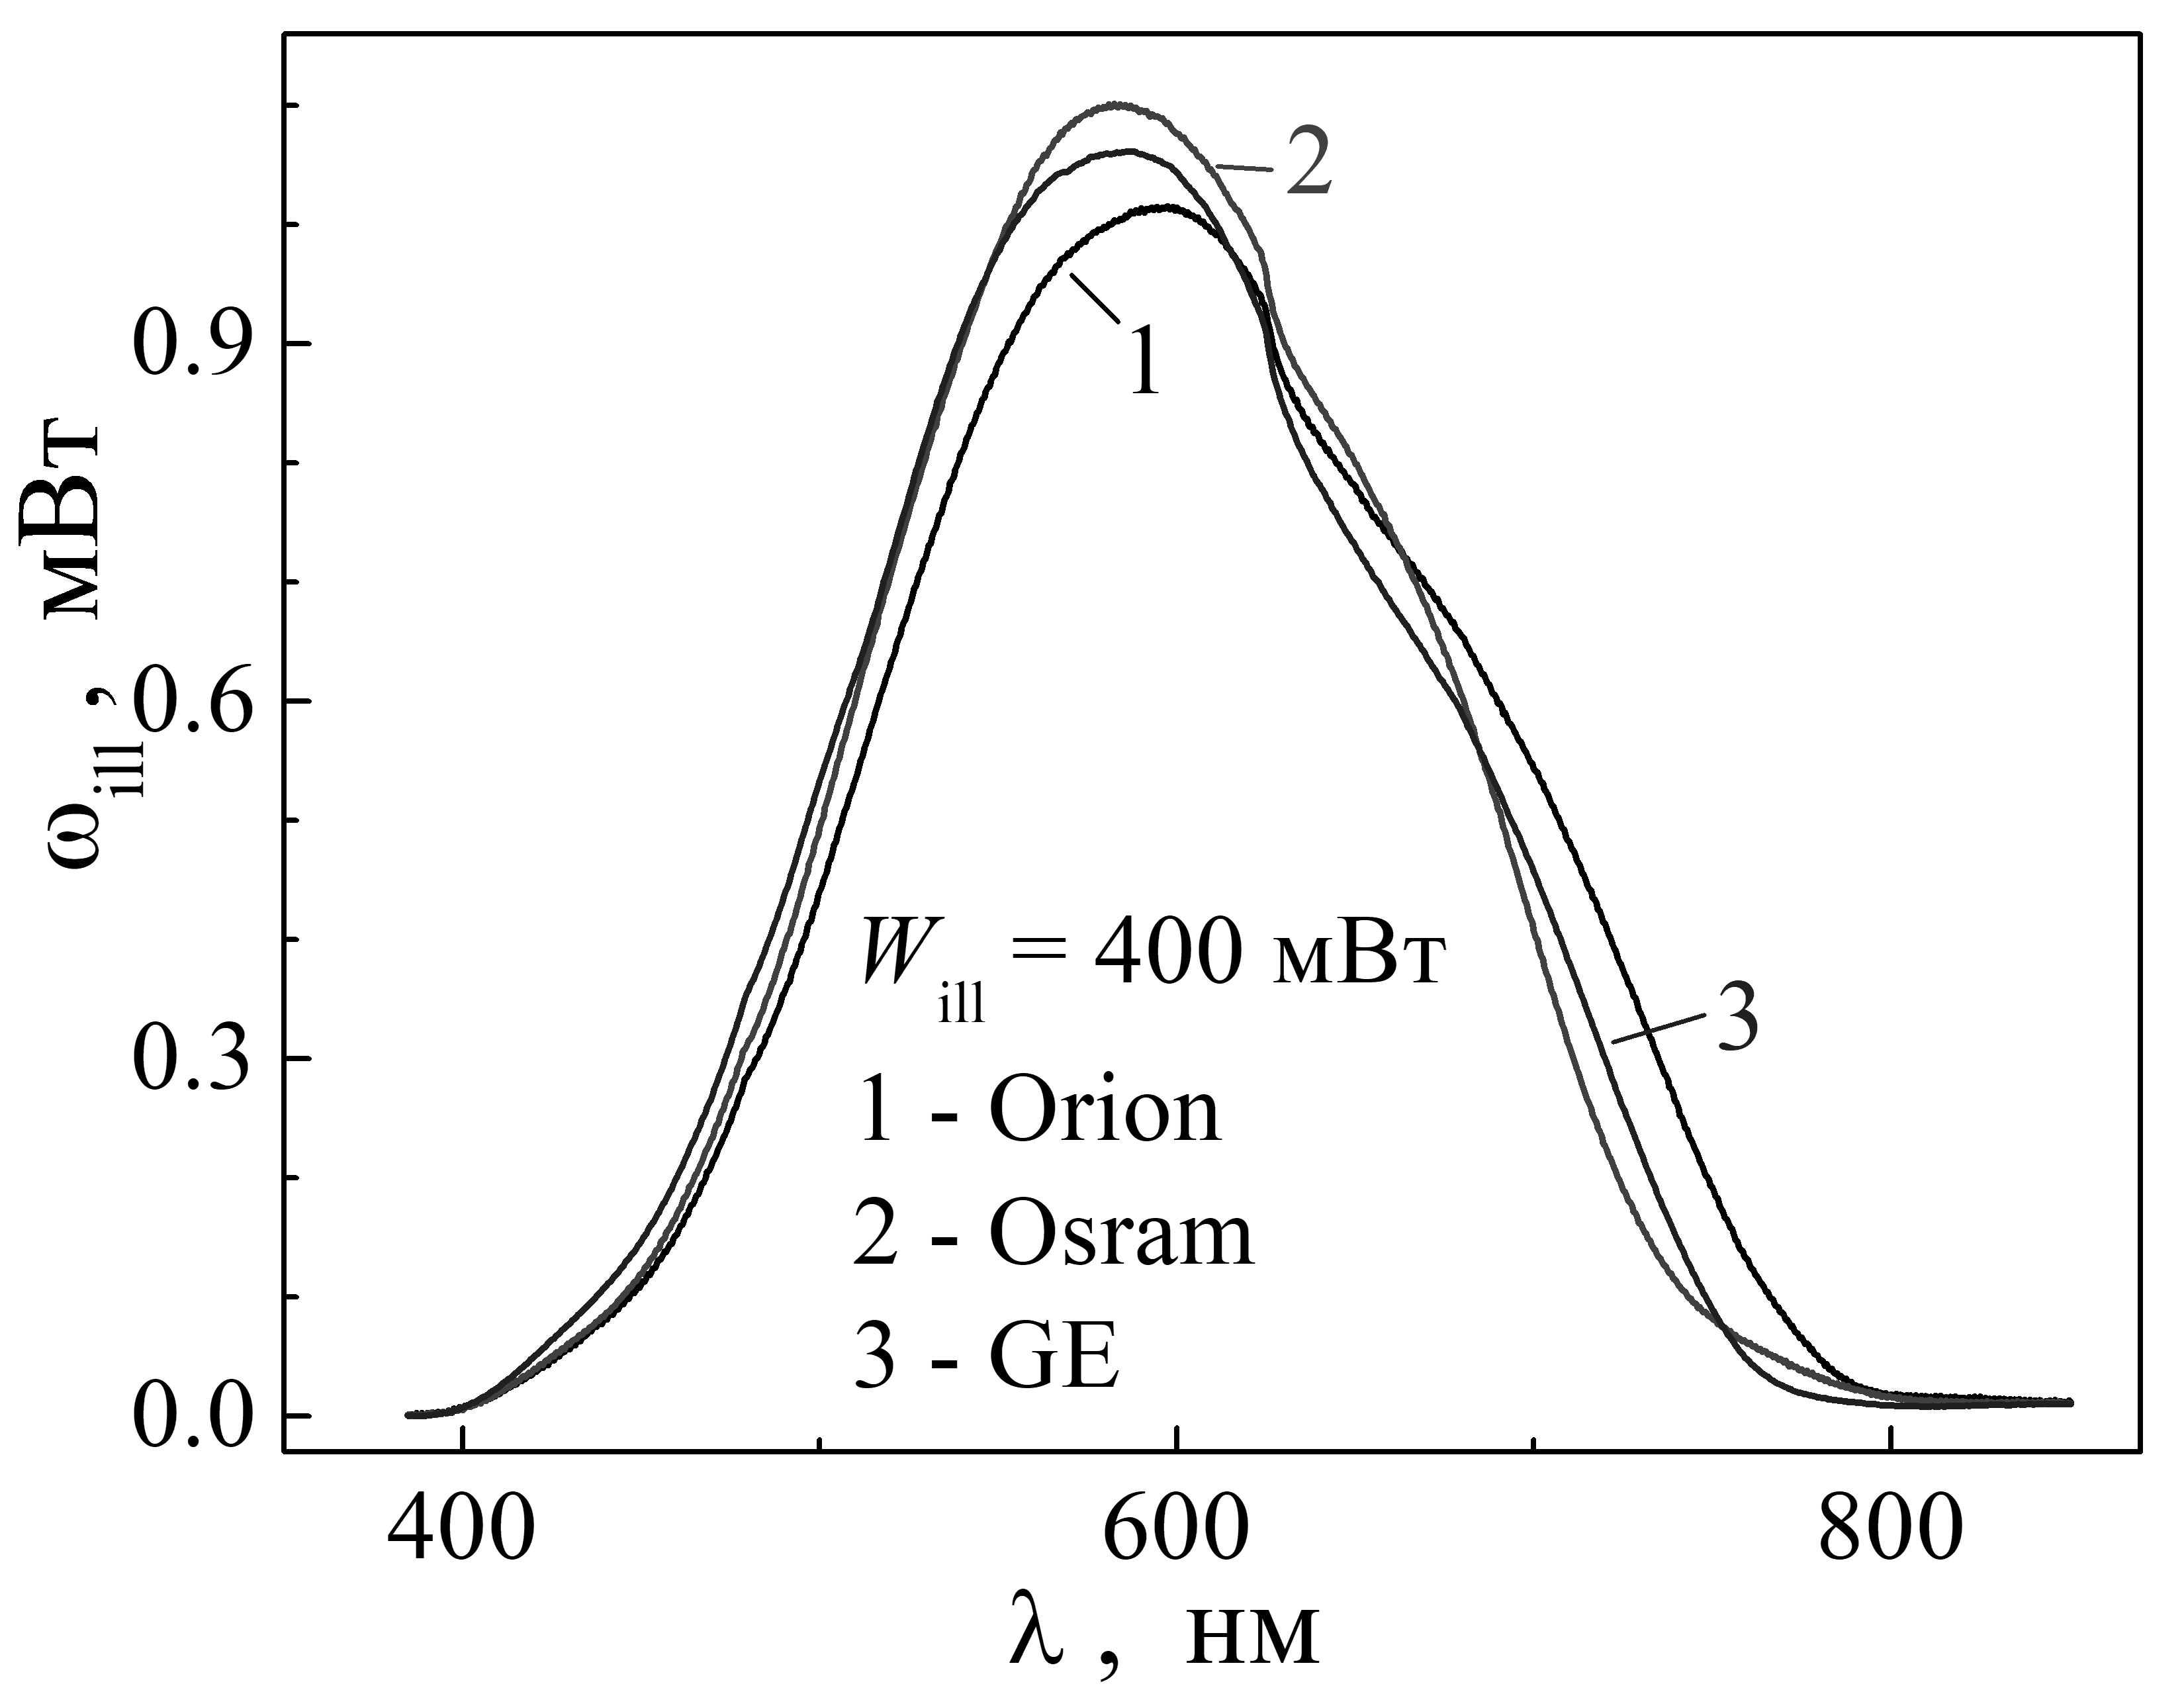 2
1
0.9
0.6
0.3
0.0
ω_ill, мВт
W_ill = 400 мВт
3
1 - Orion
2 - Osram
3 - GE
400 600 800
λ , нм